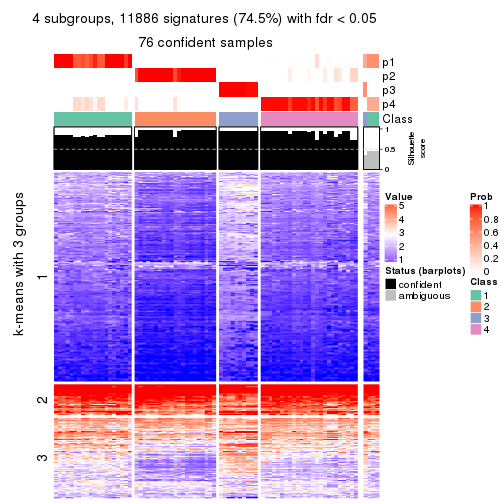 4 subgroups, 11886 signatures (74.5%) with fdr < 0.05
76 confident samples
p1
p2
p3
p4
Class
1
0.5
0
Silhouette
score
k-means with 3 groups
1
2
3
Value
5
4
3
2
1
Status (barplots)
confident
ambiguous
Prob
1
0.8
0.6
0.4
0.2
0
Class
1
2
3
4